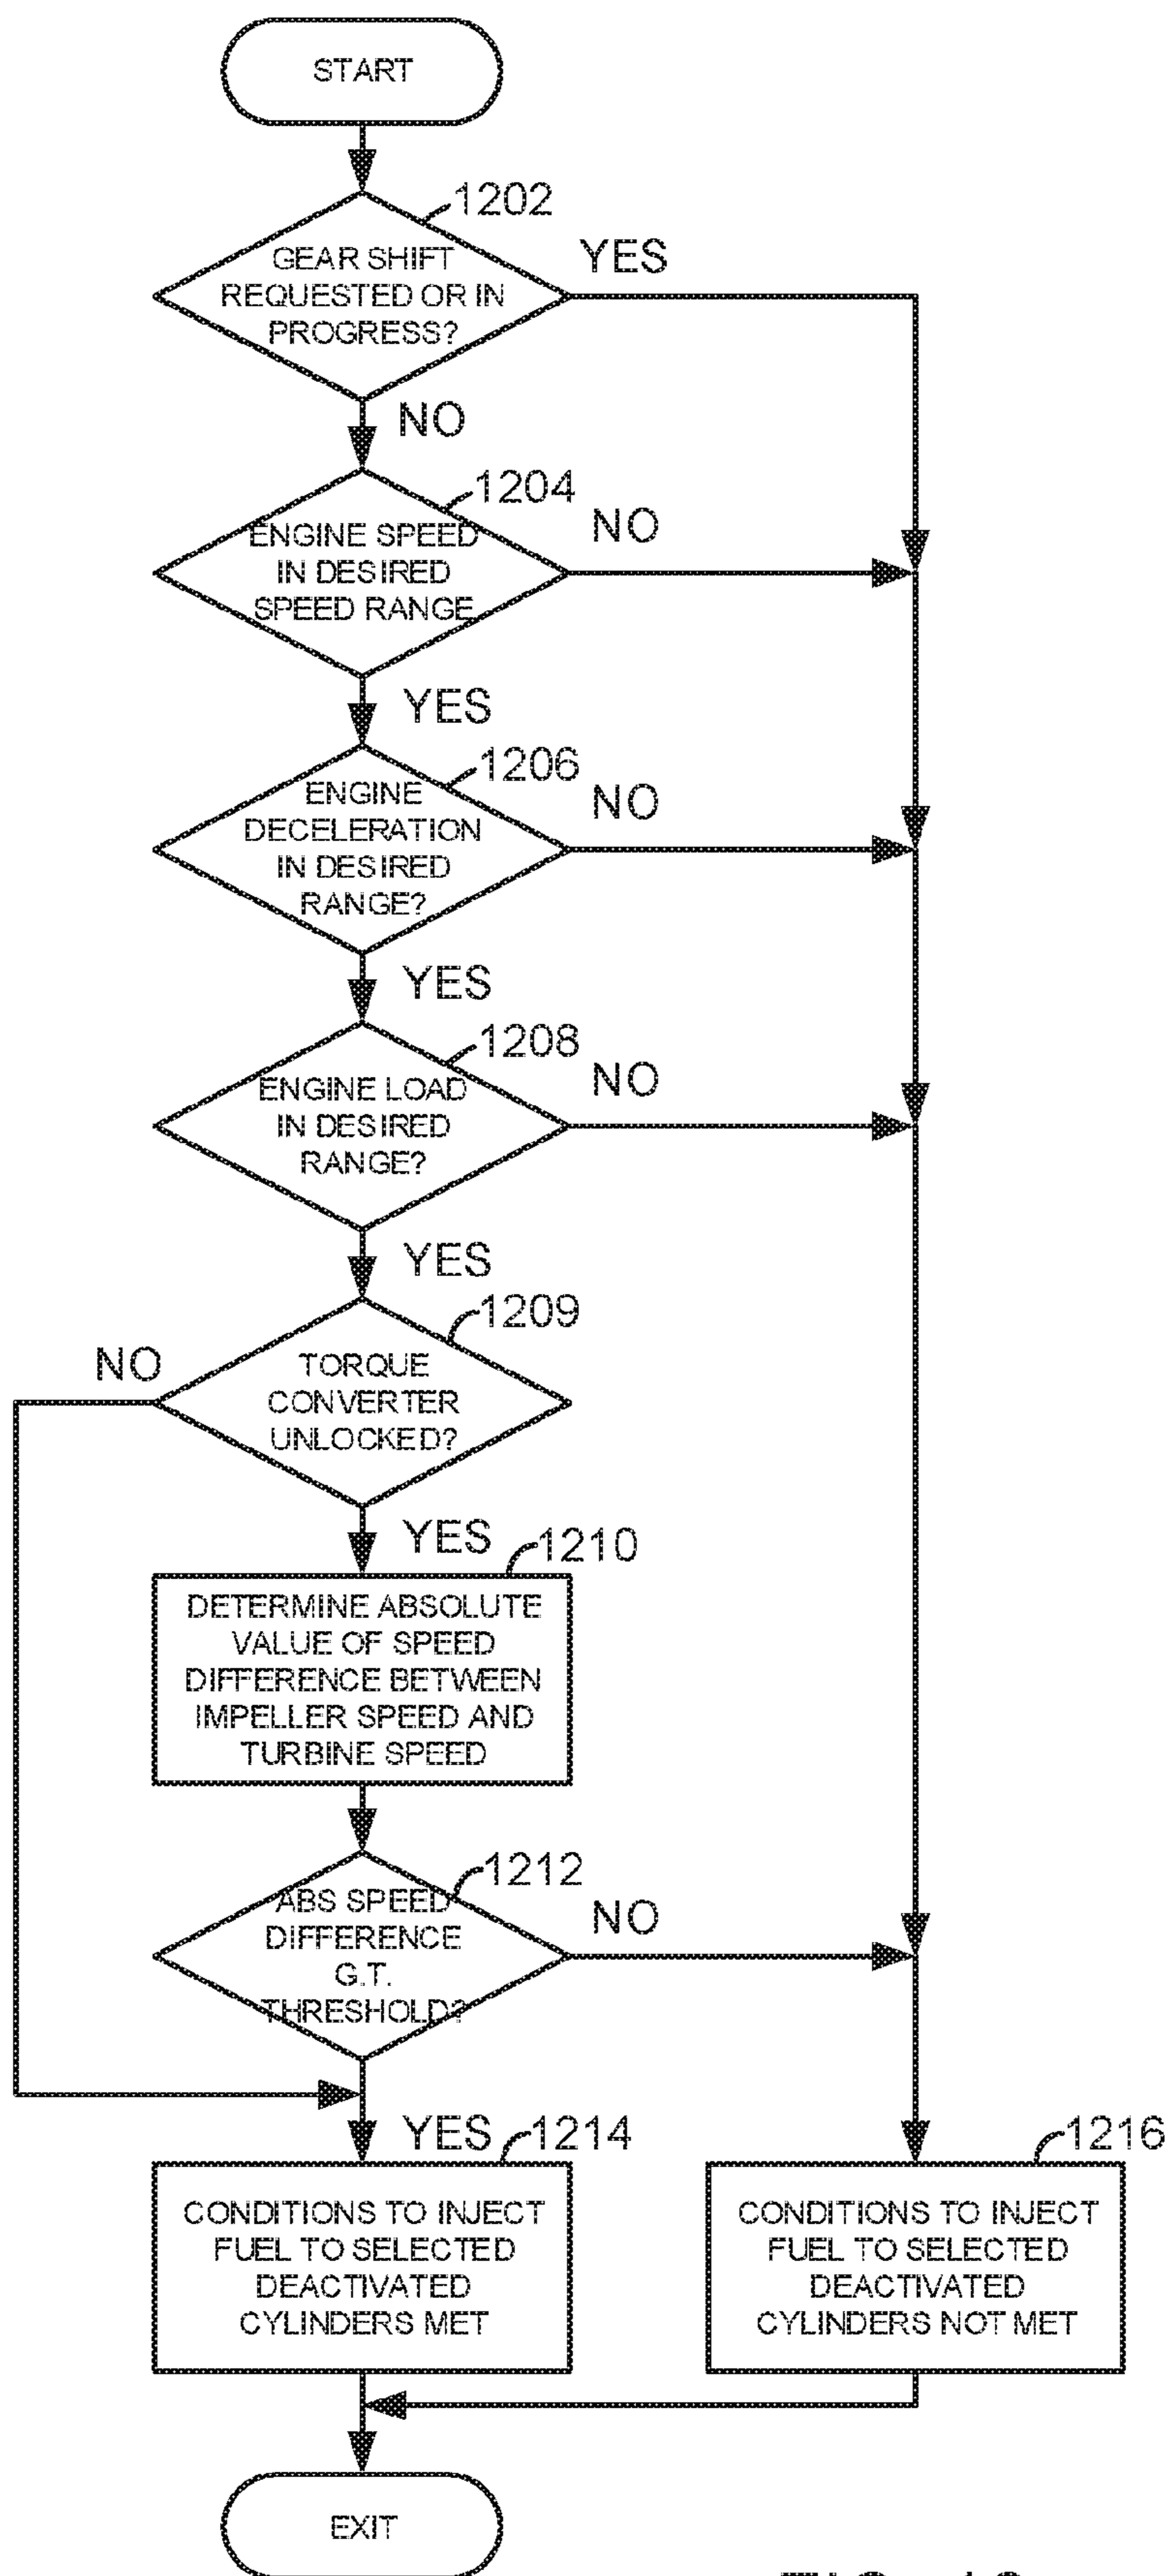 START
1202
GEAR SHIFT
REQUESTED OR IN
PROGRESS?
YES
NO
1204
ENGINE SPEED
IN DESIRED
SPEED RANGE
NO
YES
1206
ENGINE
DECELERATION
IN DESIRED
RANGE?
NO
YES
1208
ENGINE LOAD
IN DESIRED
RANGE?
NO
YES
1209
TORQUE
CONVERTER
UNLOCKED?
NO
YES
1210
DETERMINE ABSOLUTE
VALUE OF SPEED
DIFFERENCE BETWEEN
IMPELLER SPEED AND
TURBINE SPEED
1212
ABS SPEED
DIFFERENCE
G.T.
THRESHOLD?
NO
YES
1214
CONDITIONS TO INJECT
FUEL TO SELECTED
DEACTIVATED
CYLINDERS MET
1216
CONDITIONS TO INJECT
FUEL TO SELECTED
DEACTIVATED
CYLINDERS NOT MET
EXIT